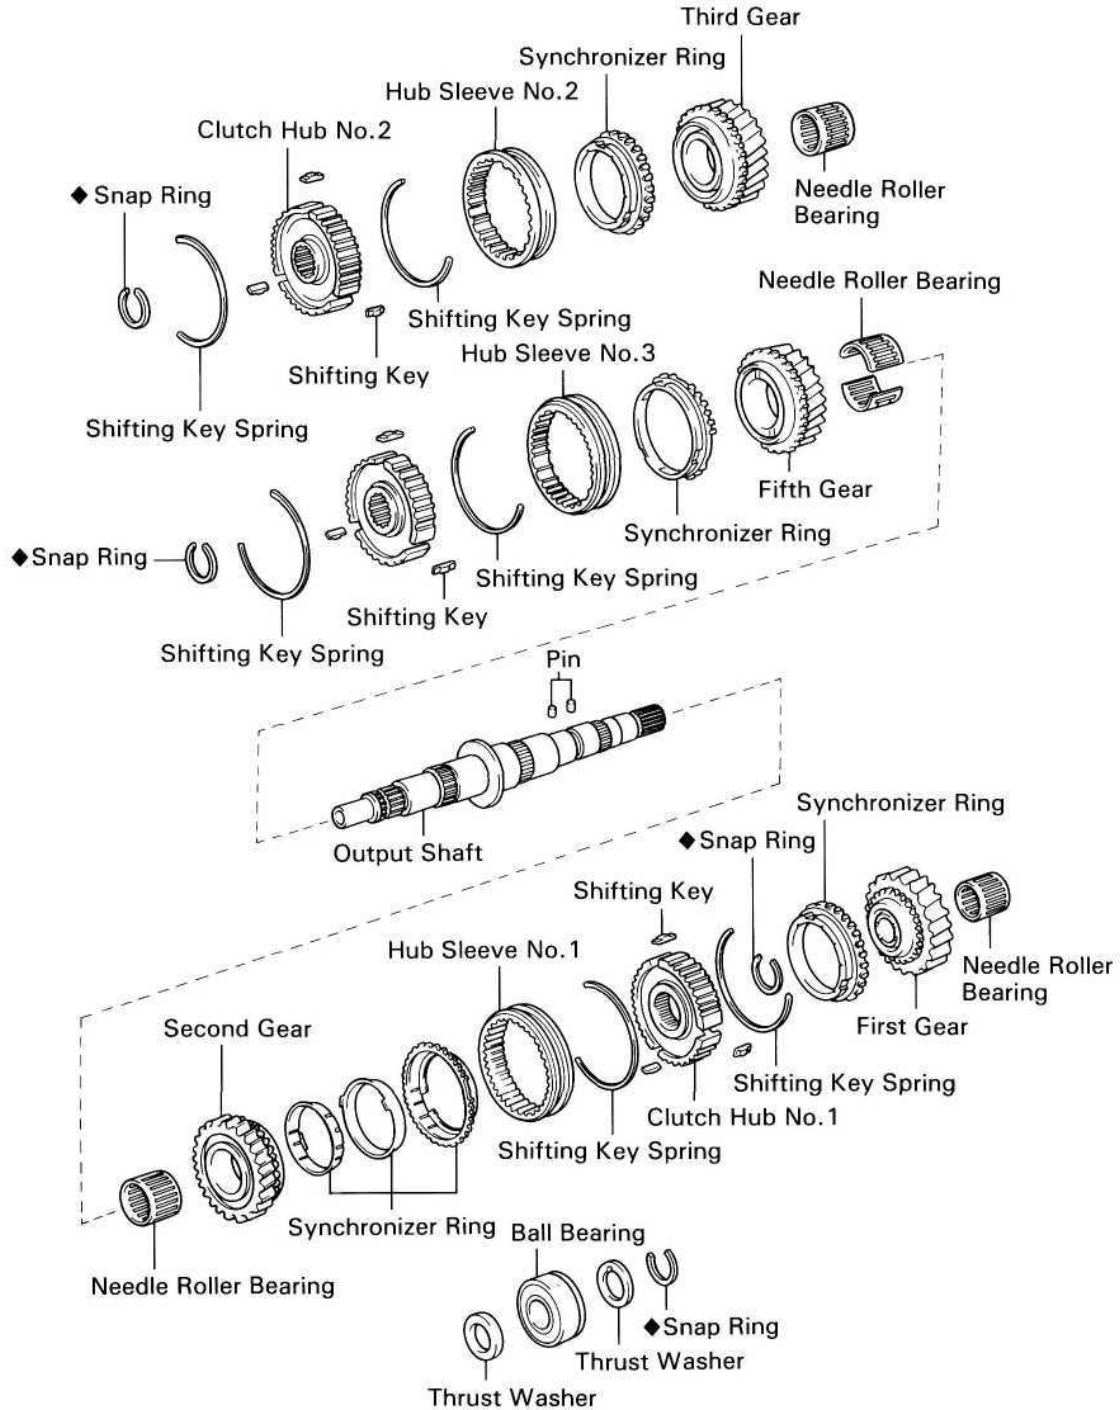 Third Gear
Synchronizer Ring
Hub Sleeve No.2
Clutch Hub No.2
◆ Snap Ring
Needle Roller
Bearing
Needle Roller Bearing
Shifting Key Spring
Hub Sleeve No.3
Shifting Key
Shifting Key Spring
Fifth Gear
Synchronizer Ring
◆Snap Ring
Shifting Key Spring
Shifting Key
Shifting Key Spring
Pin
Synchronizer Ring
◆Snap Ring
Output Shaft
Shifting Key
Hub Sleeve No.1
Needle Roller
Bearing
Second Gear
First Gear
Shifting Key Spring
Clutch Hub No.1
Shifting Key Spring
Synchronizer Ring
Ball Bearing
Needle Roller Bearing
◆Snap Ring
Thrust Washer
Thrust Washer